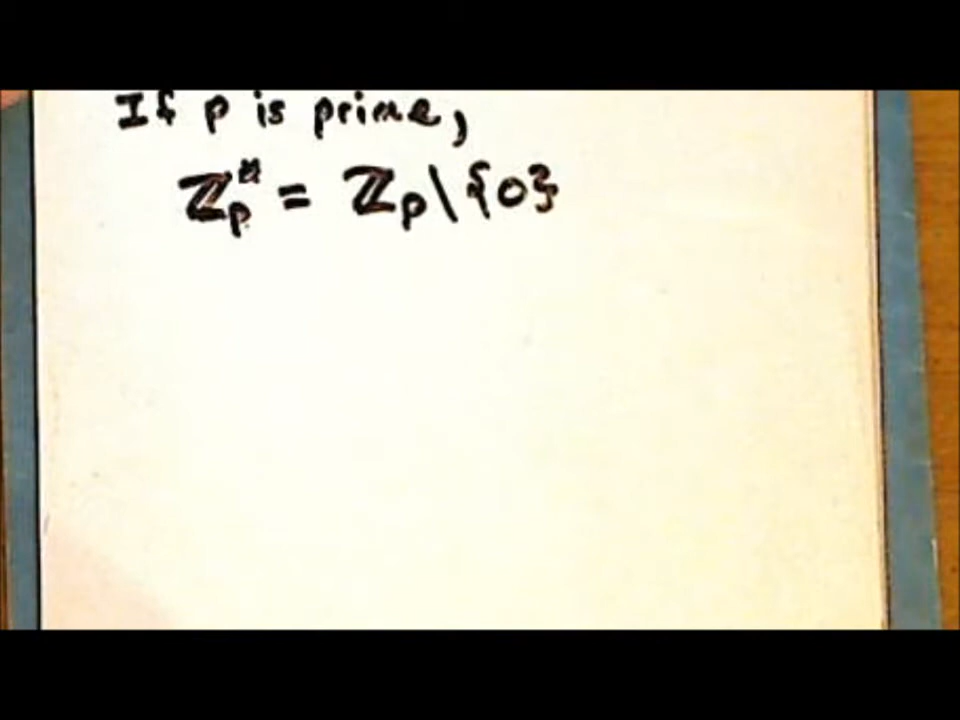 If p is prime,
ℤₚ* = ℤₚ\{0}